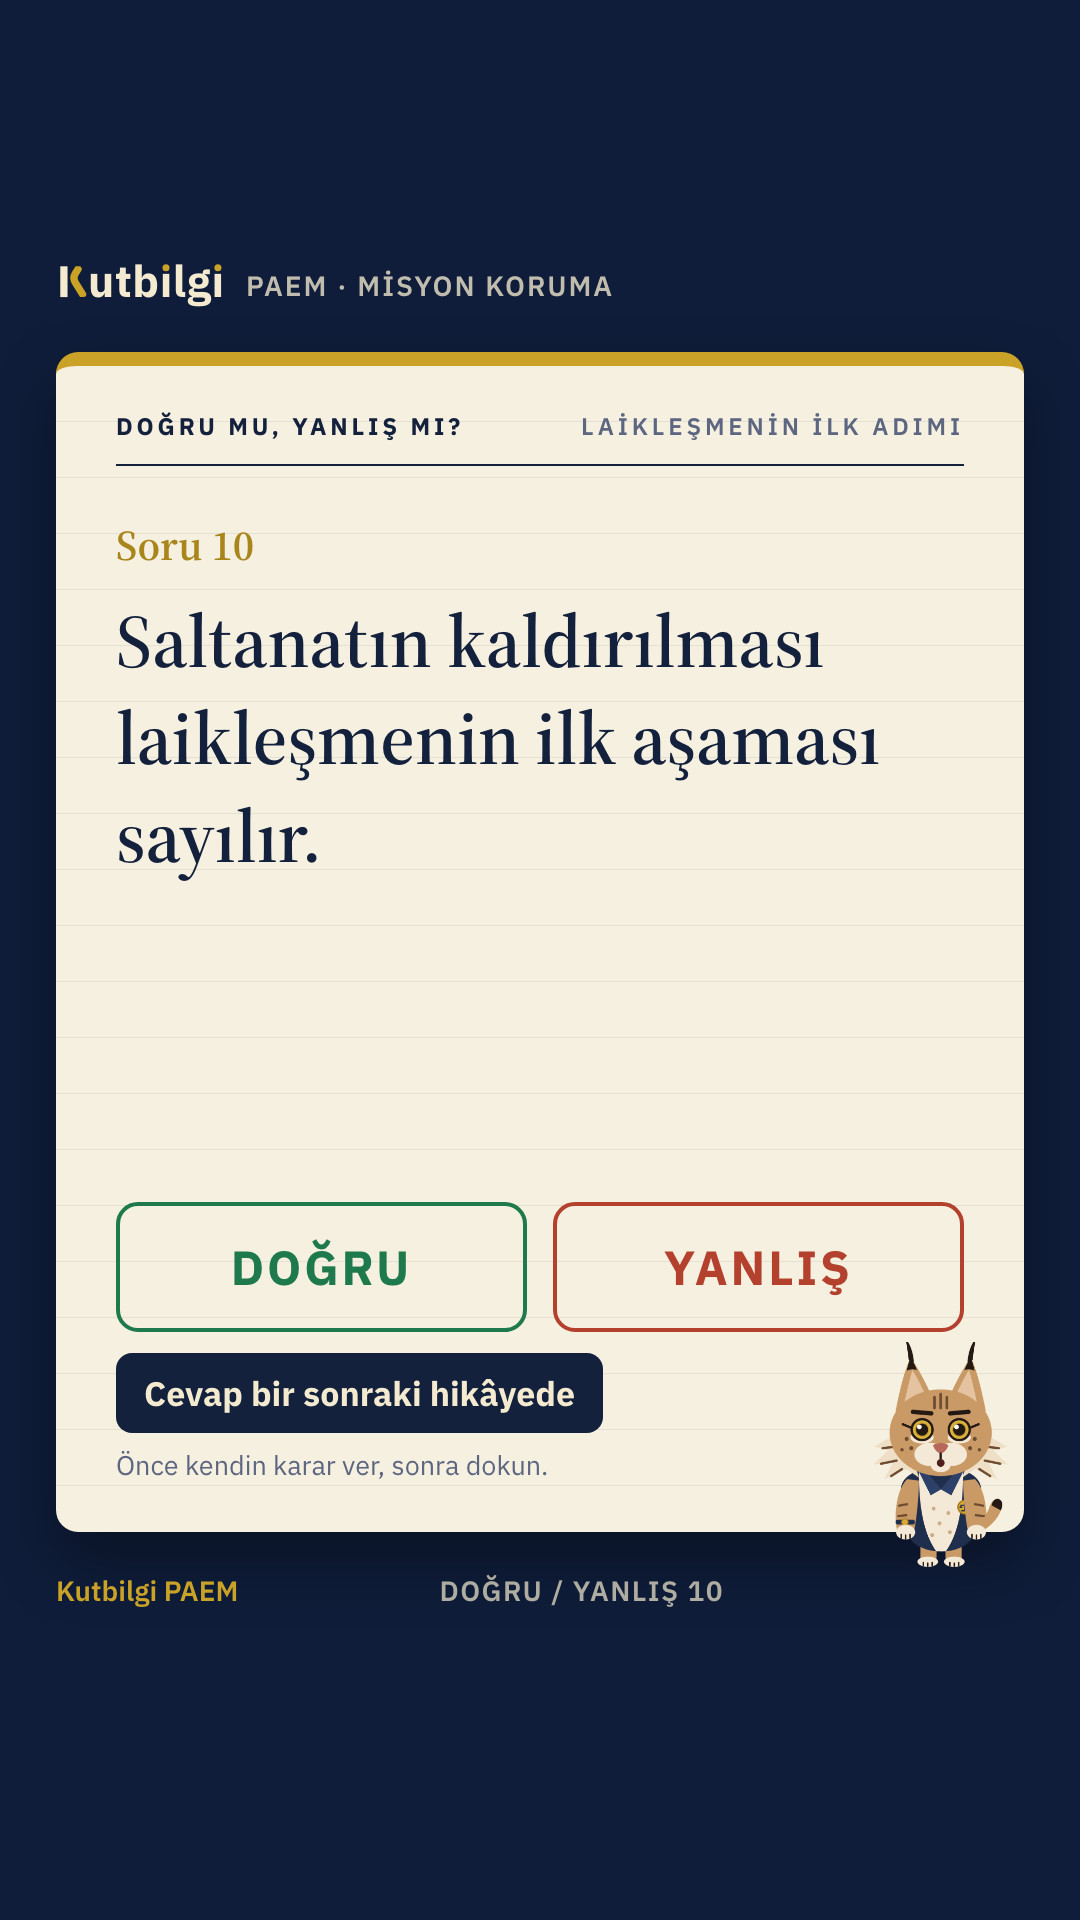 Kutbilgi PAEM · MİSYON KORUMA
DOĞRU MU, YANLIŞ MI? LAİKLEŞMENİN İLK ADIMI
Soru 10
Saltanatın kaldırılması
laikleşmenin ilk aşaması
sayılır.
DOĞRU YANLIŞ
Cevap bir sonraki hikâyede
Önce kendin karar ver, sonra dokun.
Kutbilgi PAEM DOĞRU / YANLIŞ 10